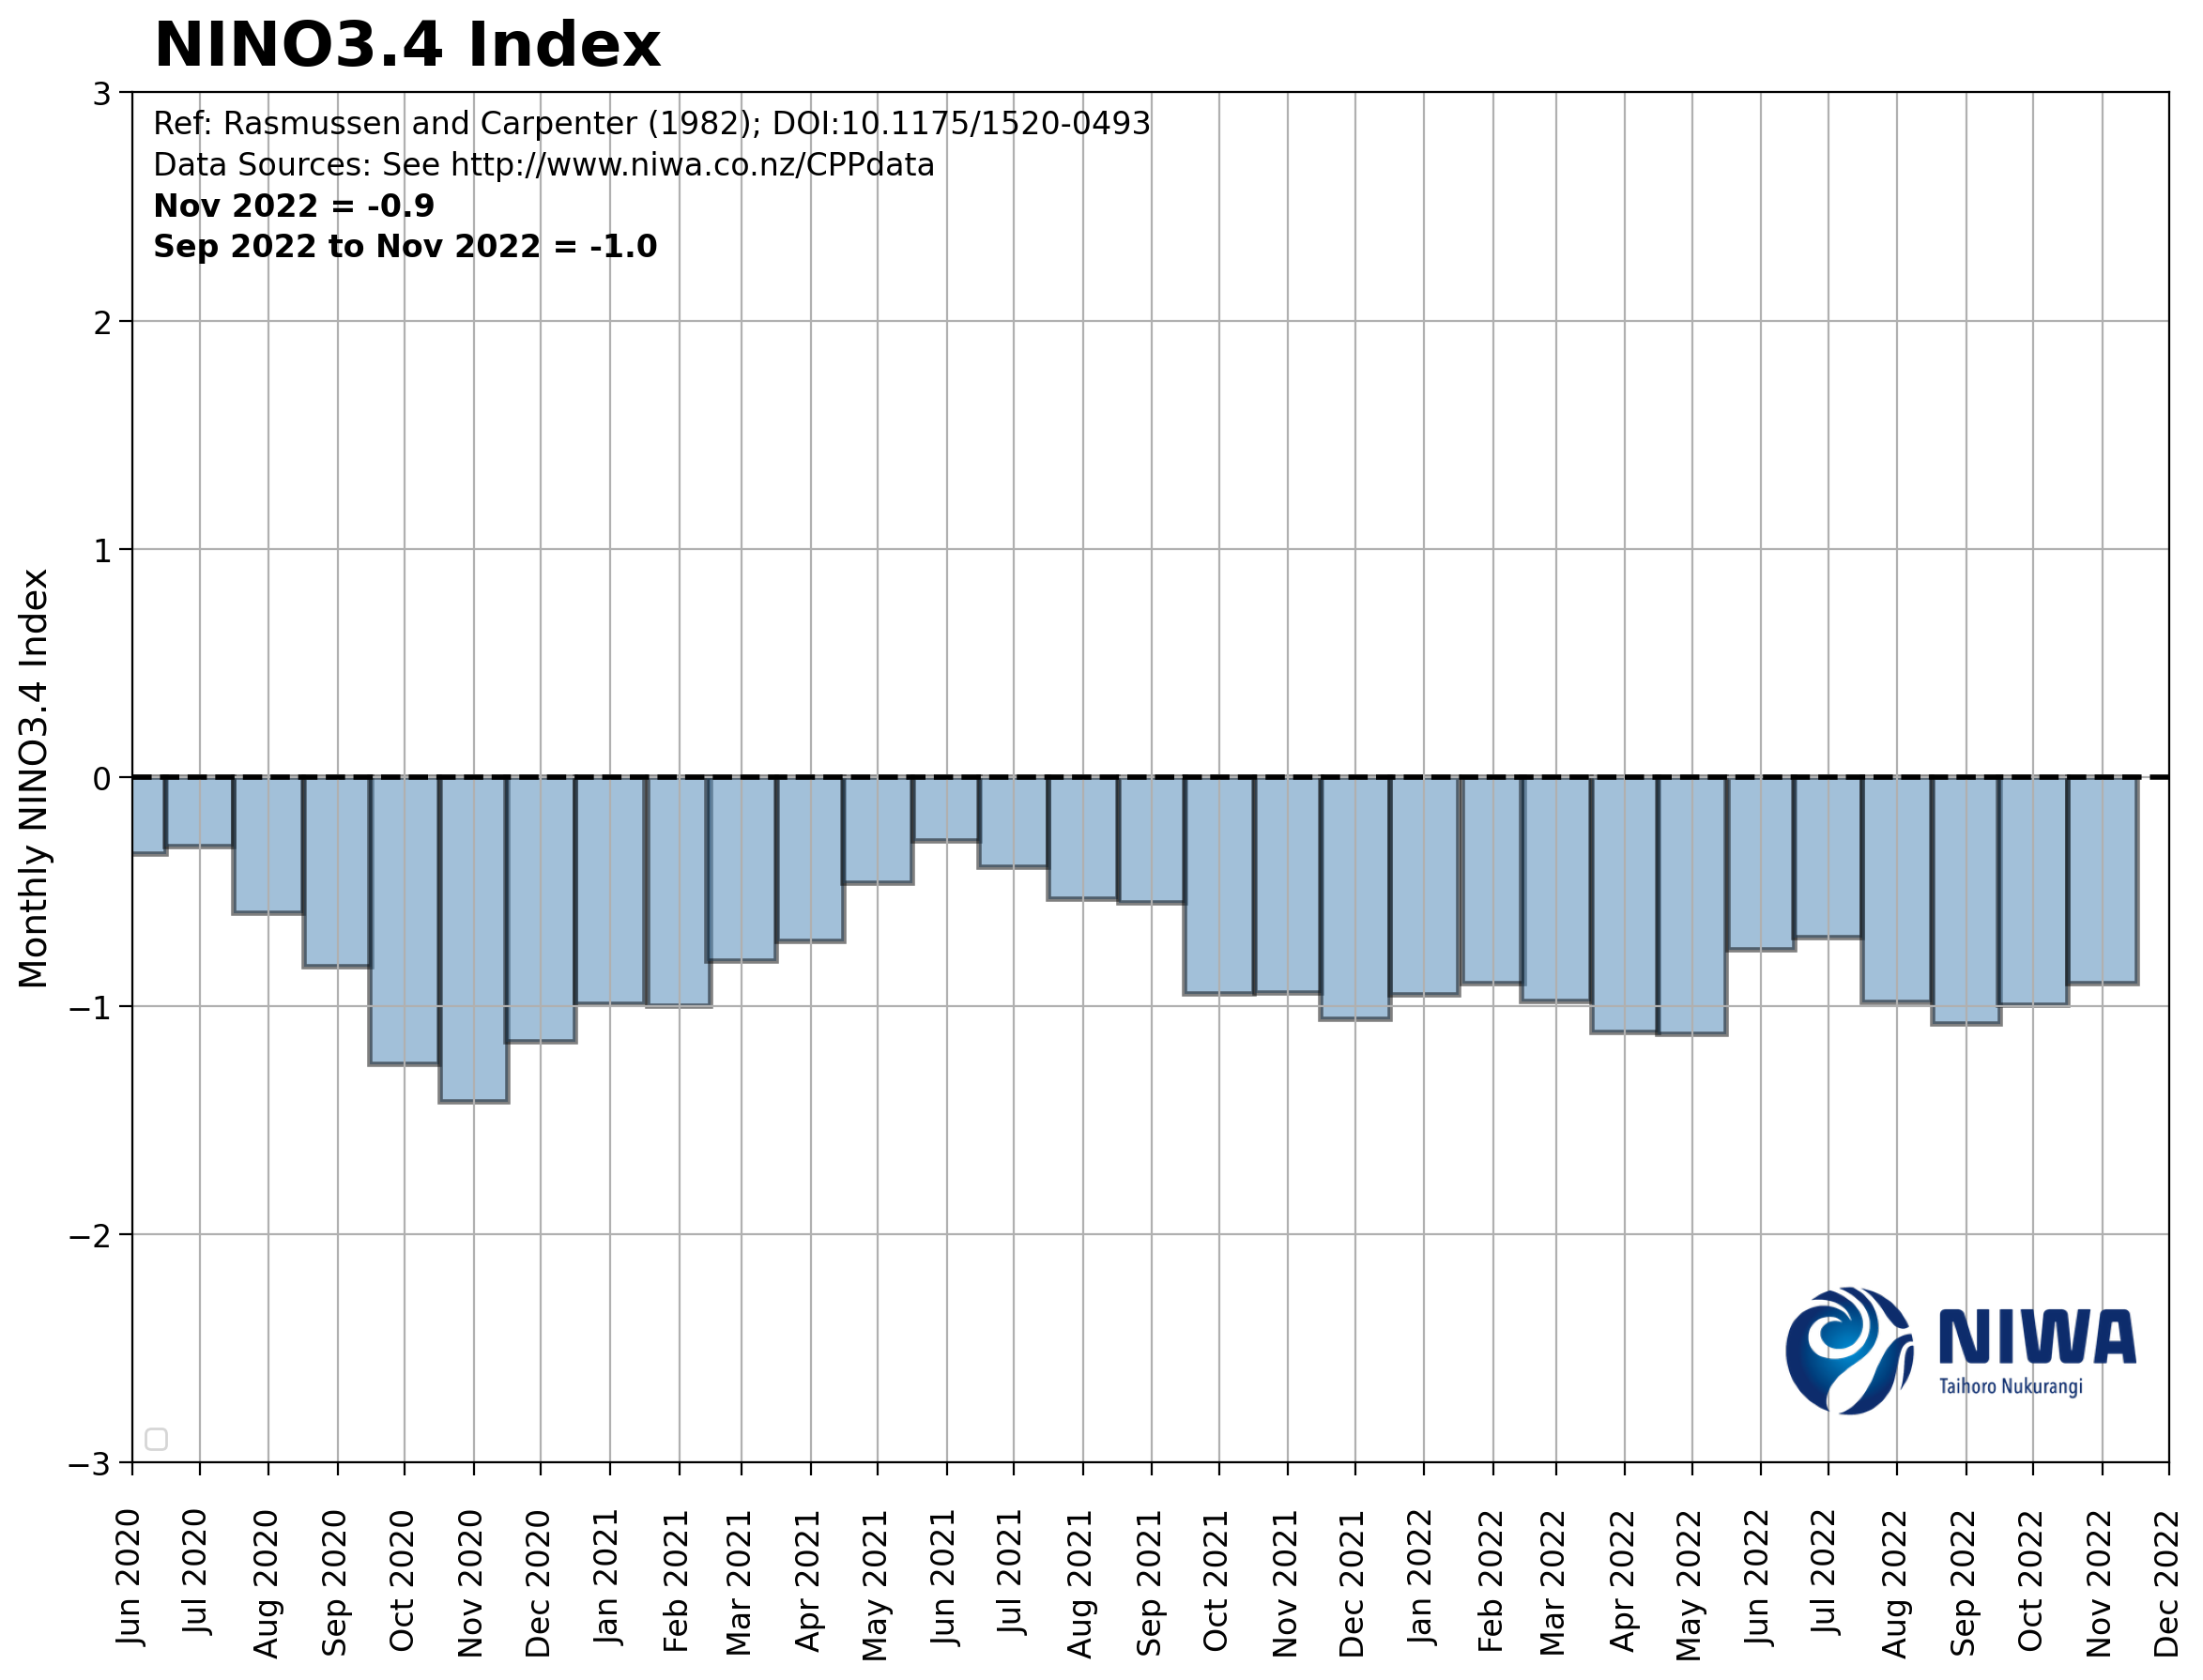 NINO3.4 Index
Ref: Rasmussen and Carpenter (1982); DOI:10.1175/1520-0493
Data Sources: See http://www.niwa.co.nz/CPPdata
Nov 2022 = -0.9
Sep 2022 to Nov 2022 = -1.0
Monthly NINO3.4 Index
3
2
1
0
−1
−2
−3
NIWA
Taihoro Nukurangi
Jun 2020
Jul 2020
Aug 2020
Sep 2020
Oct 2020
Nov 2020
Dec 2020
Jan 2021
Feb 2021
Mar 2021
Apr 2021
May 2021
Jun 2021
Jul 2021
Aug 2021
Sep 2021
Oct 2021
Nov 2021
Dec 2021
Jan 2022
Feb 2022
Mar 2022
Apr 2022
May 2022
Jun 2022
Jul 2022
Aug 2022
Sep 2022
Oct 2022
Nov 2022
Dec 2022